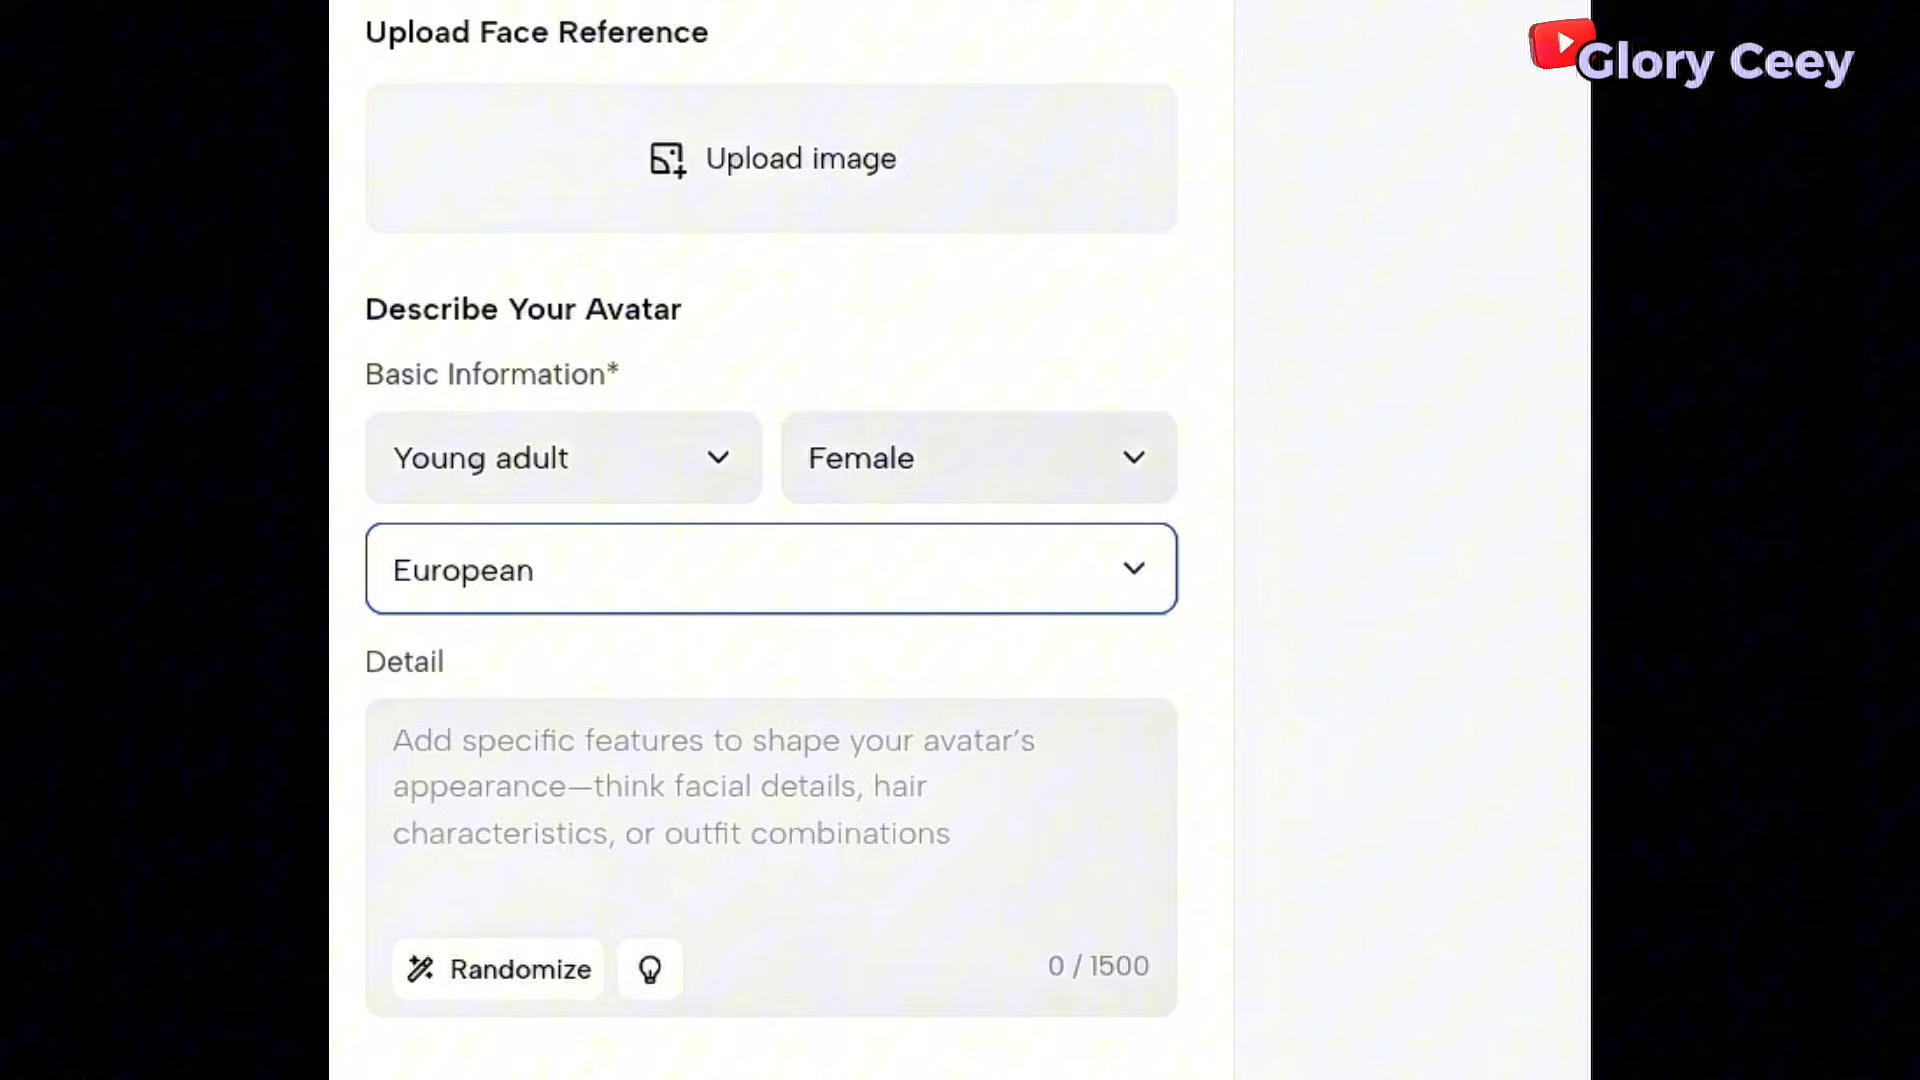 Upload Face Reference
Glory Ceey
Upload image
Describe Your Avatar
Basic Information*
Young adult
Female
European
Detail
Add specific features to shape your avatar’s
appearance—think facial details, hair
characteristics, or outfit combinations
Randomize
0 / 1500